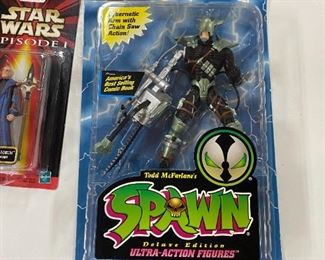 STAR
WARS
EPISODE I
Cybernetic
Arm with
Chain Saw
Action!
From
America's
Best Selling
Comic Book
Todd McFarlane's
SPAWN
Deluxe Edition
ULTRA-ACTION FIGURES